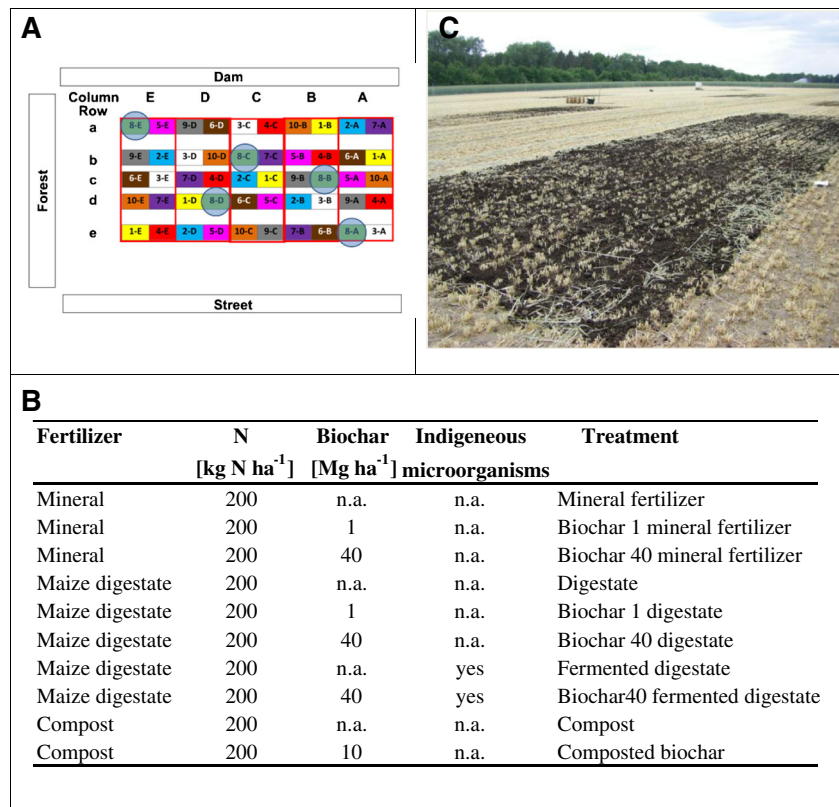 A
Dam
Column E D C B A
Row
Forest
a 8-E 5-E 9-D 6-D 3-C 4-C 10-B 1-B 2-A 7-A
b 9-E 2-E 3-D 10-D 8-C 7-C 5-B 4-B 6-A 1-A
c 6-E 3-E 7-D 4-D 2-C 1-C 9-B 8-B 5-A 10-A
d 10-E 7-E 1-D 8-D 6-C 5-C 2-B 3-B 9-A 4-A
e 1-E 4-E 2-D 5-D 10-C 9-C 7-B 6-B 8-A 3-A
Street
C
B
Fertilizer N Biochar Indigeneous Treatment
[kg N ha-1] [Mg ha-1] microorganisms
Mineral 200 n.a. n.a. Mineral fertilizer
Mineral 200 1 n.a. Biochar 1 mineral fertilizer
Mineral 200 40 n.a. Biochar 40 mineral fertilizer
Maize digestate 200 n.a. n.a. Digestate
Maize digestate 200 1 n.a. Biochar 1 digestate
Maize digestate 200 40 n.a. Biochar 40 digestate
Maize digestate 200 n.a. yes Fermented digestate
Maize digestate 200 40 yes Biochar40 fermented digestate
Compost 200 n.a. n.a. Compost
Compost 200 10 n.a. Composted biochar